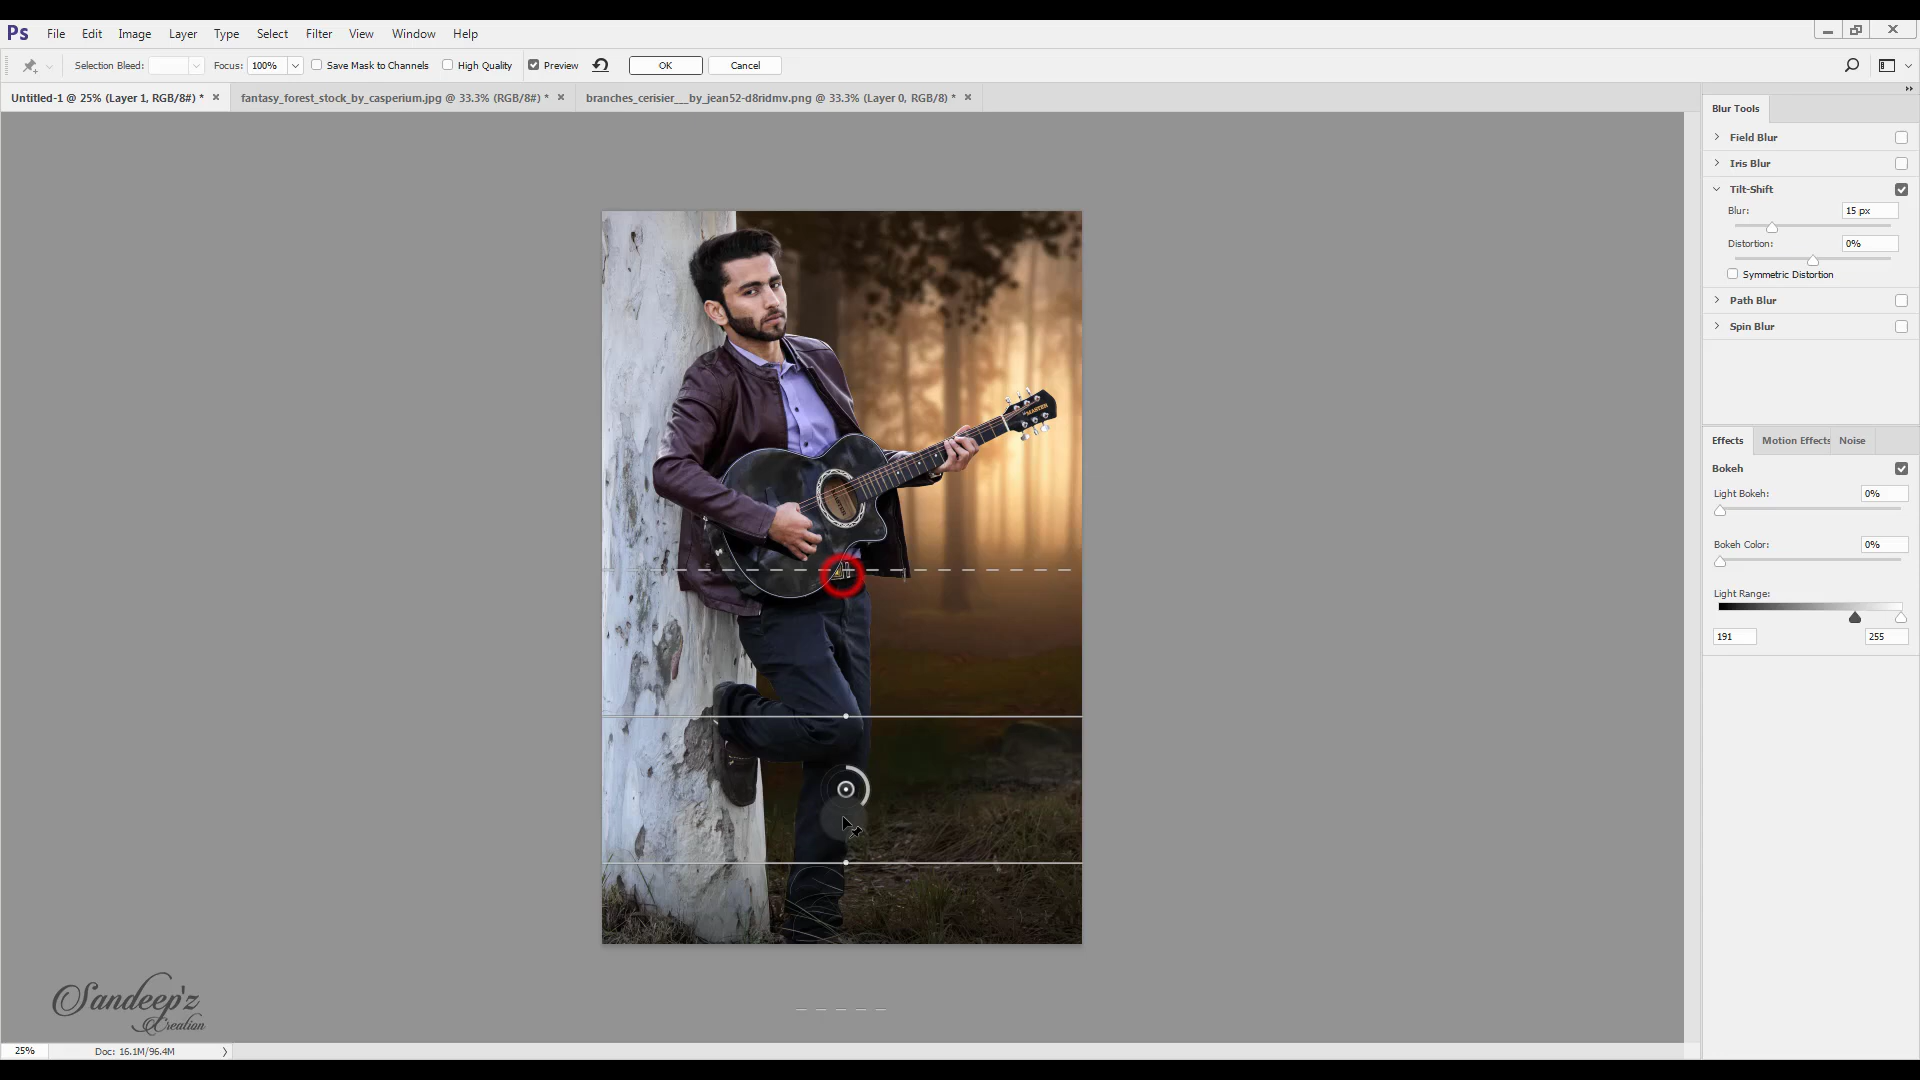 Ps File Edit Image Layer Type Select Filter View Window Help
Selection Bleed: Focus: 100% Save Mask to Channels High Quality Preview OK Cancel
Untitled-1 @ 25% (Layer 1, RGB/8#) * fantasy_forest_stock_by_casperium.jpg @ 33.3% (RGB/8#) * branches_cerisier___by_jean52-d8ridmv.png @ 33.3% (Layer 0, RGB/8) *
Blur Tools
Field Blur
Iris Blur
Tilt-Shift
Blur: 15 px
Distortion: 0%
Symmetric Distortion
Path Blur
Spin Blur
MASTER
Effects Motion Effects Noise
Bokeh
Light Bokeh: 0%
Bokeh Color: 0%
Light Range:
191 255
Sandeep'z
Creation
25% Doc: 16.1M/96.4M